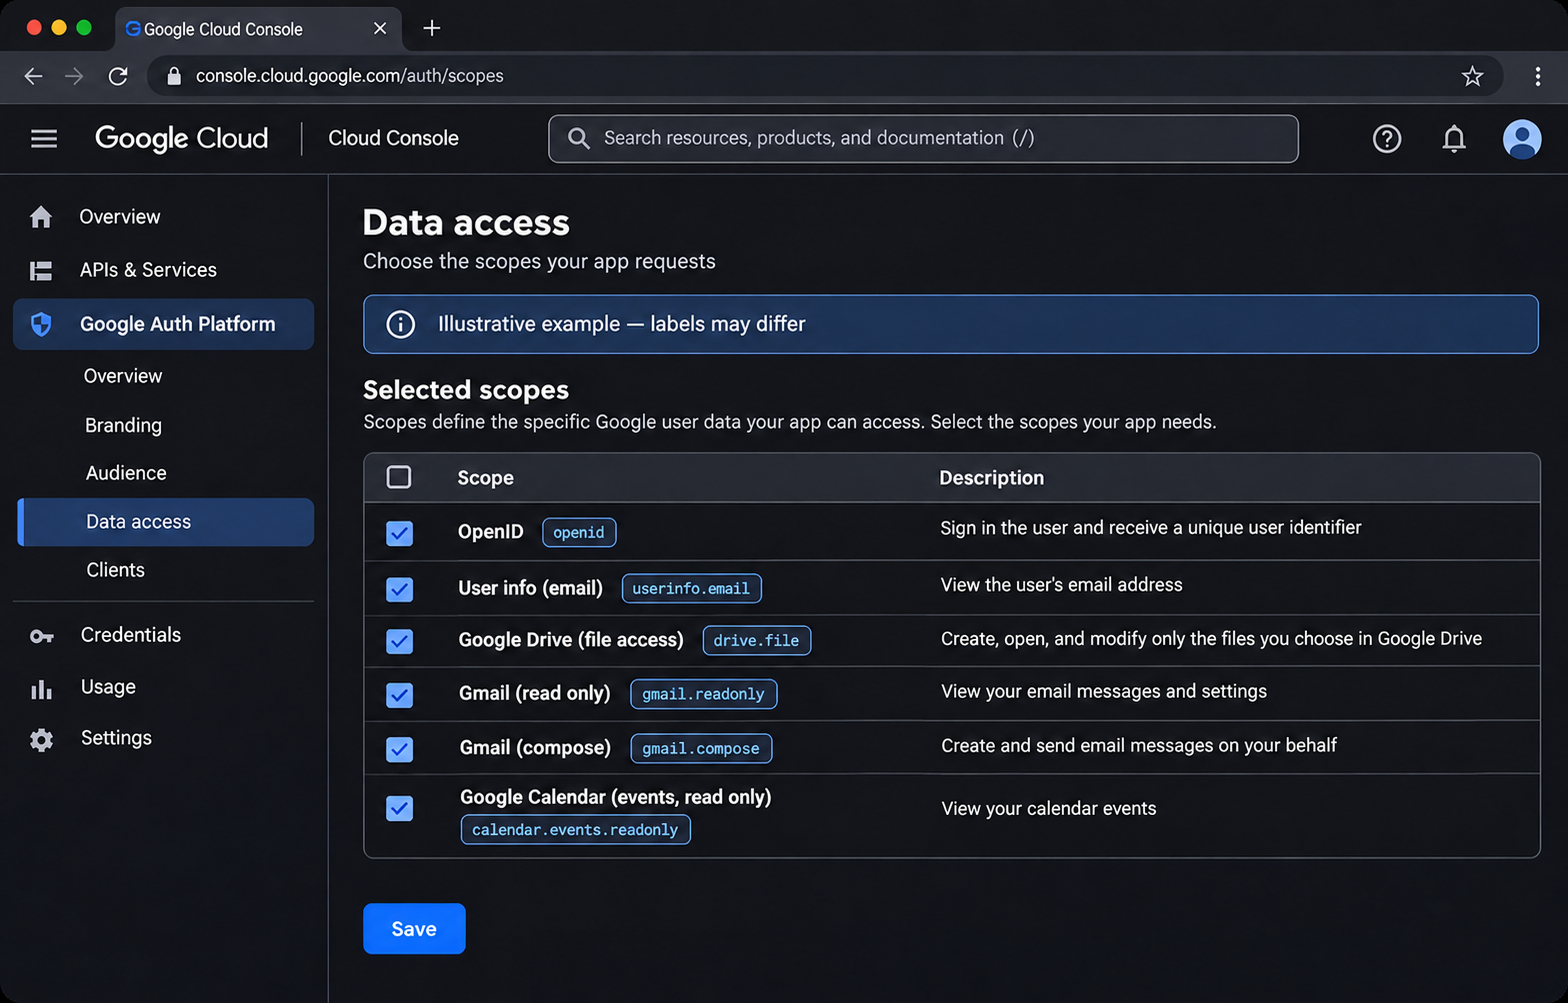 Google Cloud Console
console.cloud.google.com/auth/scopes
Google Cloud
Cloud Console
Search resources, products, and documentation (/)
Overview
APIs & Services
Google Auth Platform
Overview
Branding
Audience
Data access
Clients
Credentials
Usage
Settings
Data access
Choose the scopes your app requests
Illustrative example — labels may differ
Selected scopes
Scopes define the specific Google user data your app can access. Select the scopes your app needs.
Scope Description
OpenID openid Sign in the user and receive a unique user identifier
User info (email) userinfo.email View the user's email address
Google Drive (file access) drive.file Create, open, and modify only the files you choose in Google Drive
Gmail (read only) gmail.readonly View your email messages and settings
Gmail (compose) gmail.compose Create and send email messages on your behalf
Google Calendar (events, read only)
calendar.events.readonly
View your calendar events
Save